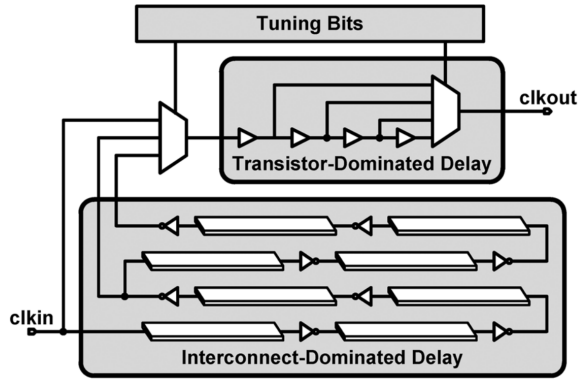 Tuning Bits
clkout
Transistor-Dominated Delay
clkin
Interconnect-Dominated Delay